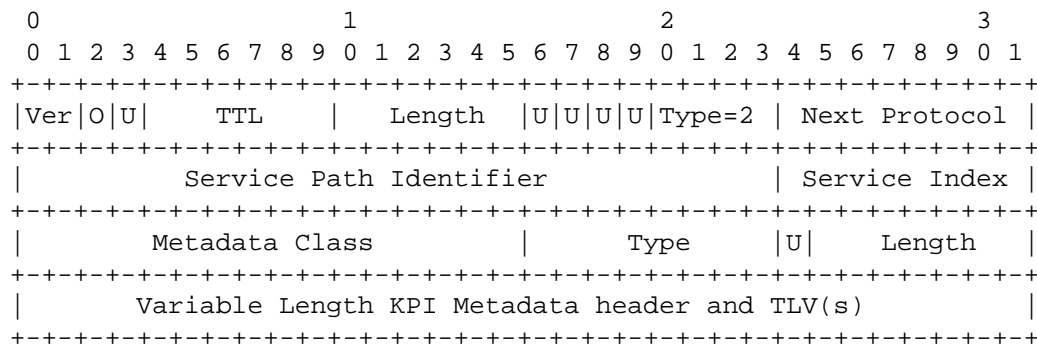 0                   1                   2                   3
 0 1 2 3 4 5 6 7 8 9 0 1 2 3 4 5 6 7 8 9 0 1 2 3 4 5 6 7 8 9 0 1
+-+-+-+-+-+-+-+-+-+-+-+-+-+-+-+-+-+-+-+-+-+-+-+-+-+-+-+-+-+-+-+-+
|Ver|O|U|    TTL    |   Length  |U|U|U|U|Type=2 | Next Protocol |
+-+-+-+-+-+-+-+-+-+-+-+-+-+-+-+-+-+-+-+-+-+-+-+-+-+-+-+-+-+-+-+-+
|           Service Path Identifier             | Service Index |
+-+-+-+-+-+-+-+-+-+-+-+-+-+-+-+-+-+-+-+-+-+-+-+-+-+-+-+-+-+-+-+-+
|         Metadata Class        |      Type     |U|    Length   |
+-+-+-+-+-+-+-+-+-+-+-+-+-+-+-+-+-+-+-+-+-+-+-+-+-+-+-+-+-+-+-+-+
|        Variable Length KPI Metadata header and TLV(s)         |
+-+-+-+-+-+-+-+-+-+-+-+-+-+-+-+-+-+-+-+-+-+-+-+-+-+-+-+-+-+-+-+-+